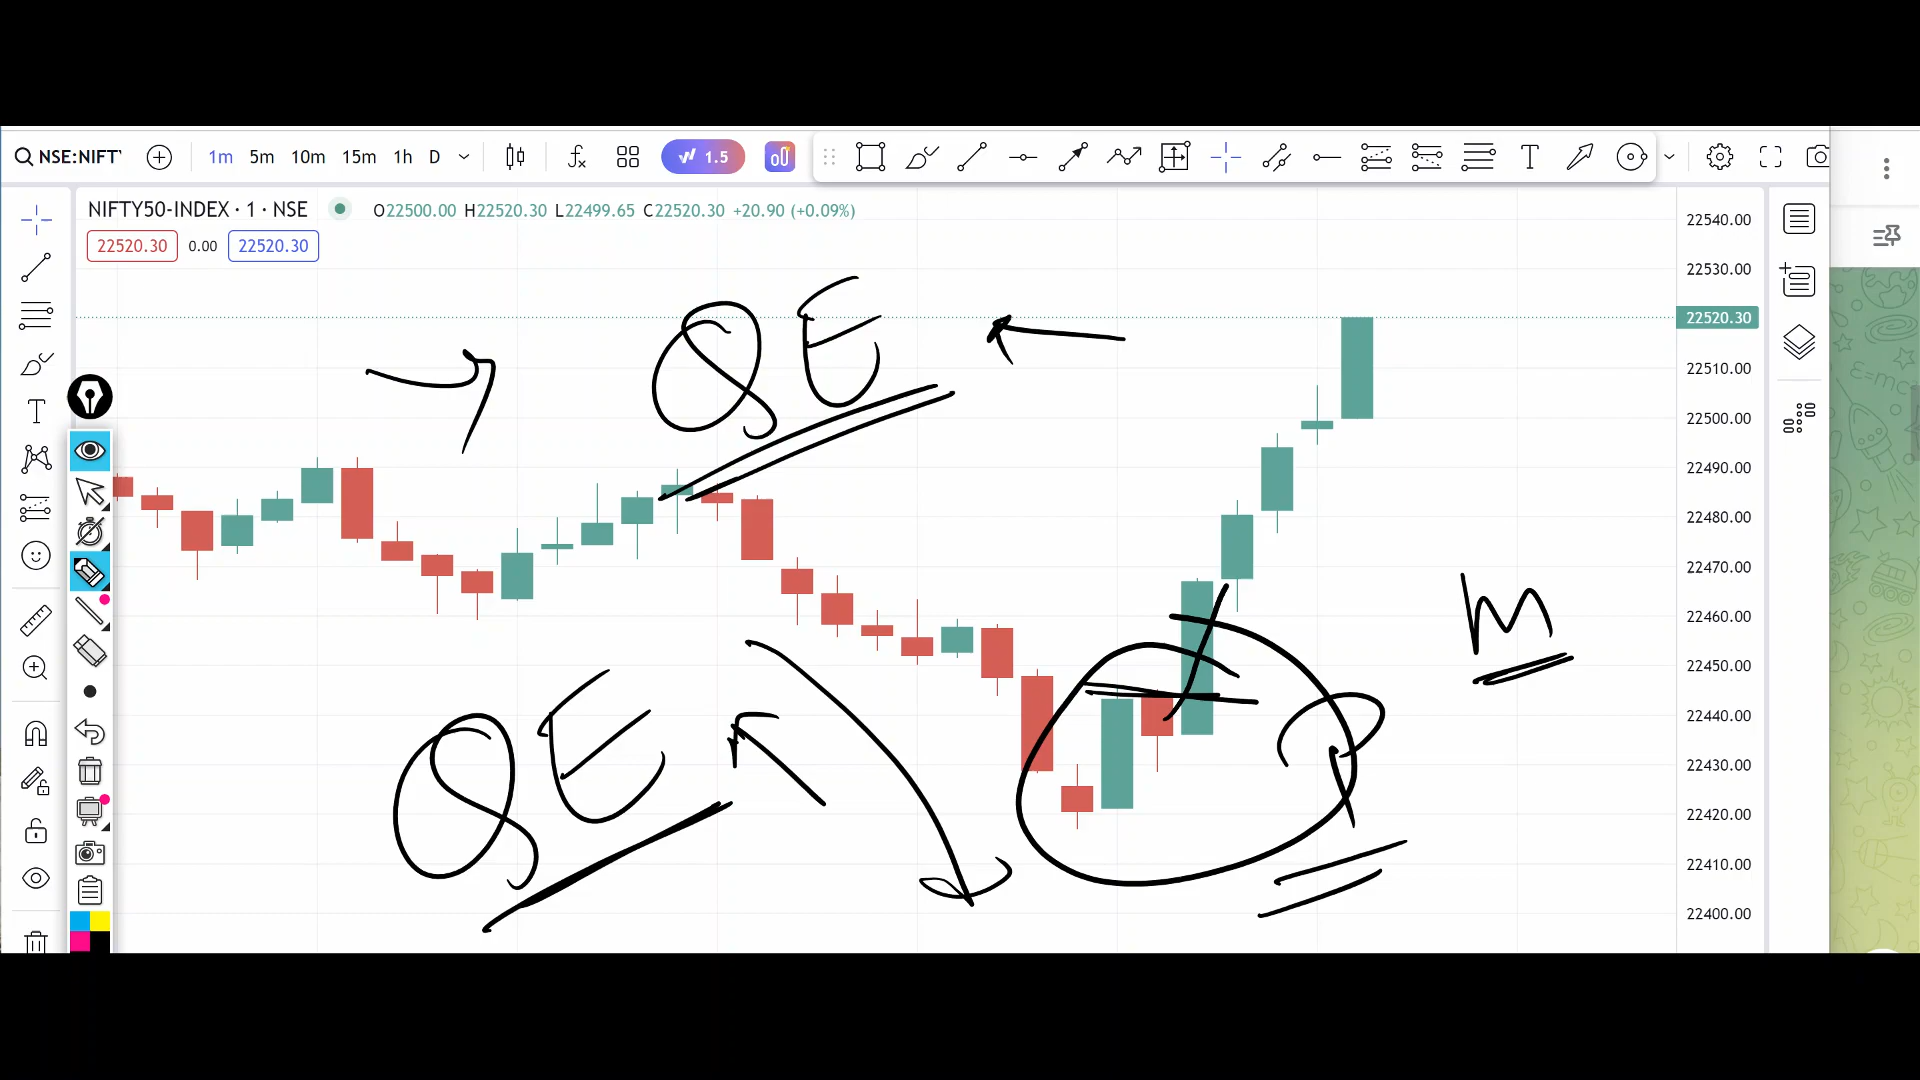 NSE:NIFTY 1m 5m 10m 15m 1h D 1.5
NIFTY50-INDEX · 1 · NSE O22500.00 H22520.30 L22499.65 C22520.30 +20.90 (+0.09%)
22520.30 0.00 22520.30
22540.00
22530.00
22520.30
22510.00
22500.00
22490.00
22480.00
22470.00
22460.00
22450.00
22440.00
22430.00
22420.00
22410.00
22400.00
QE
QE
P
M